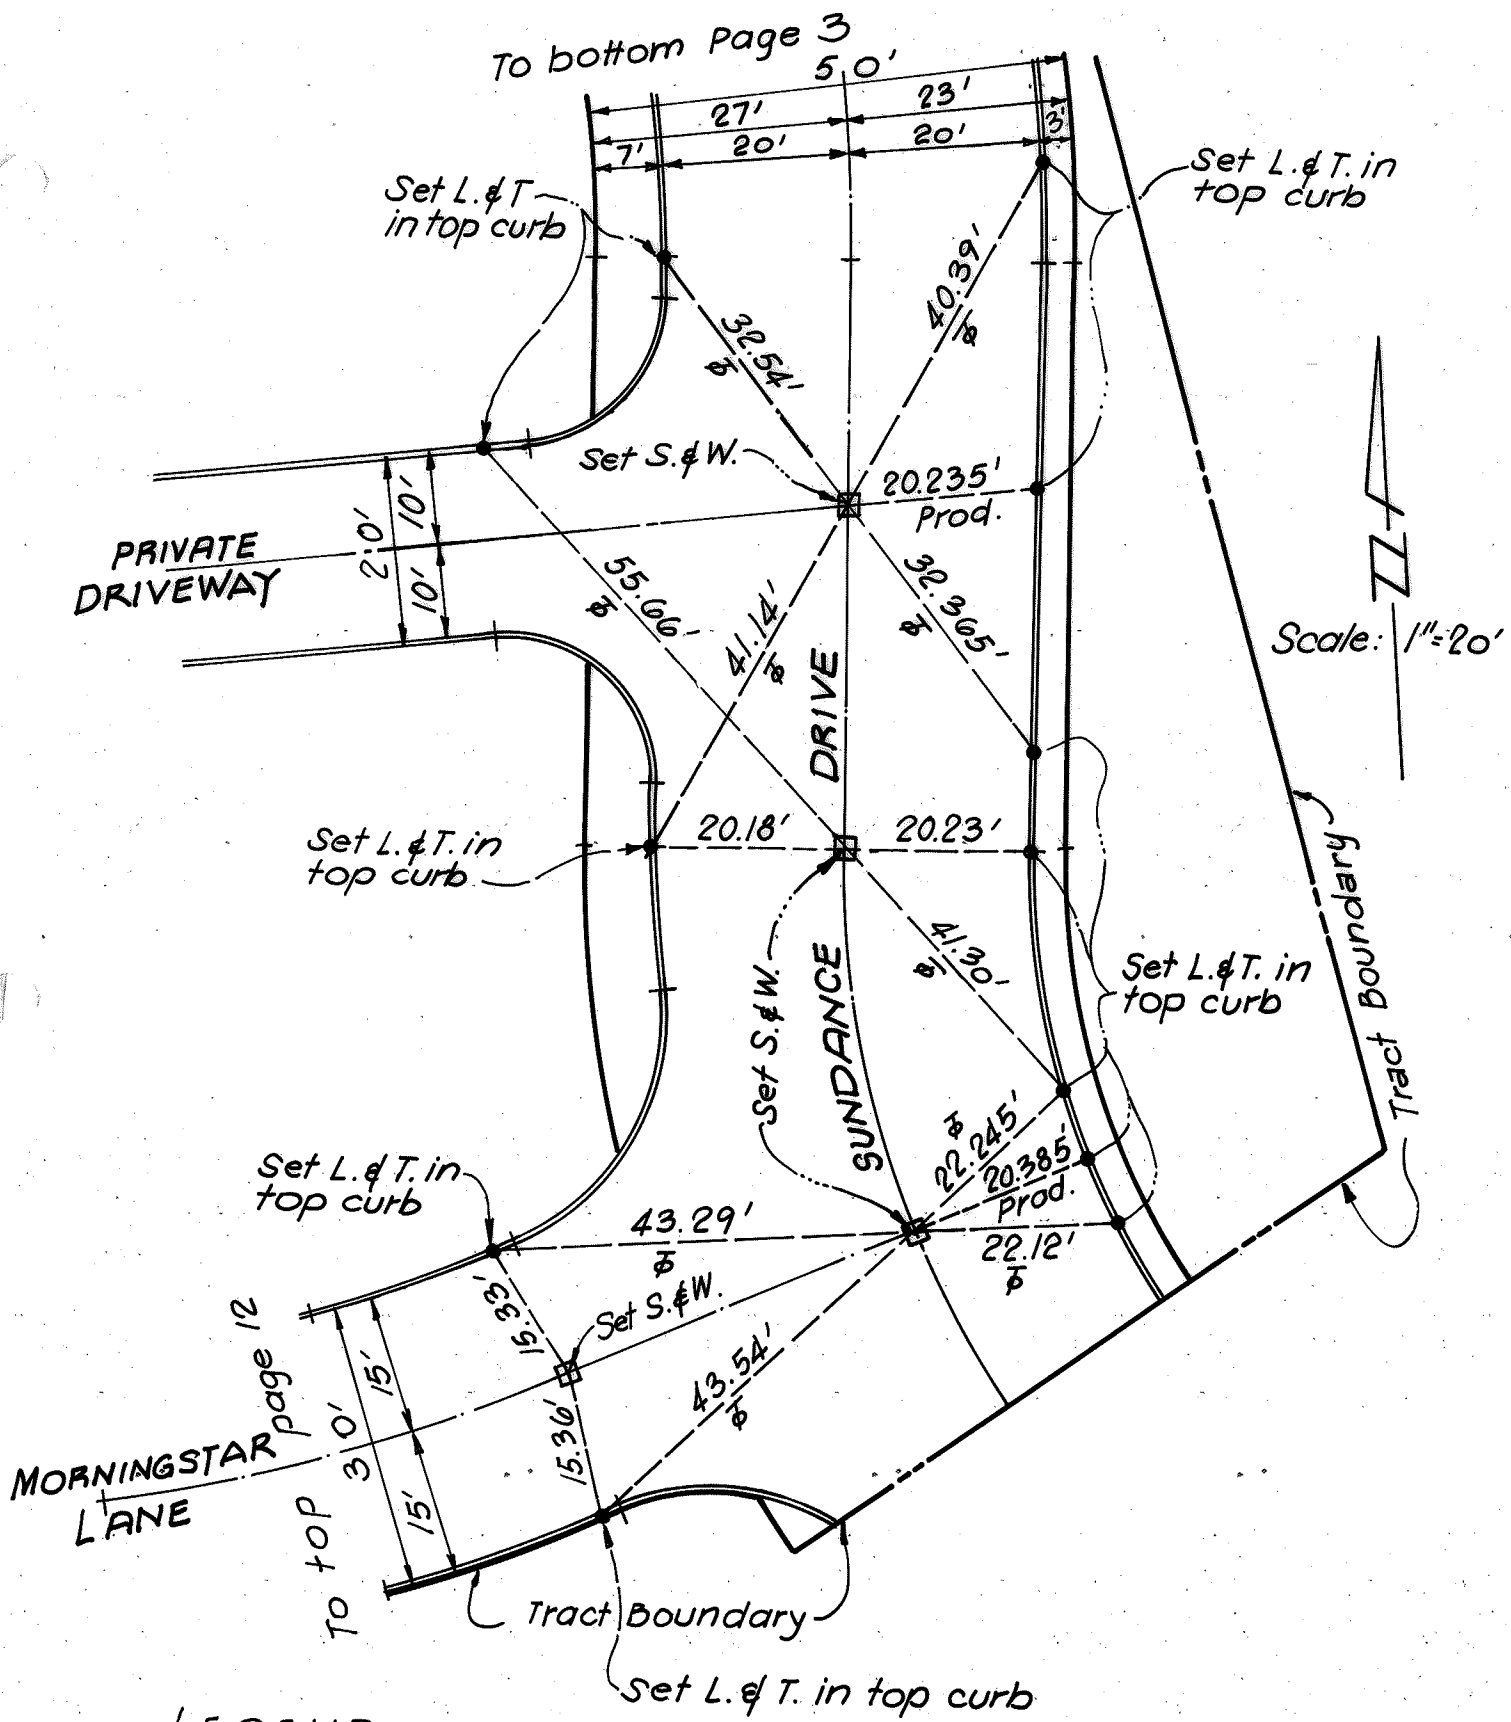 To bottom Page 3
50'
27' 23'
7' 20' 20' 3'
Set L. & T.
in top curb
Set L. & T. in
top curb
32.54'
40.39'
Set S. & W.
20.235'
Prod.
PRIVATE
DRIVEWAY
20'
10'
10'
55.66'
41.14'
32.365'
Scale: 1"=20'
DRIVE
SUNDANCE
Set L. & T. in
top curb
20.18'
20.23'
Set S. & W.
41.30'
Set L. & T. in
top curb
Tract Boundary
22.245'
20.385'
Prod.
22.12'
Set L. & T. in
top curb
43.29'
15.33'
Set S. & W.
15.36'
43.54'
30'
15'
15'
MORNINGSTAR
LANE
To top page 12
Tract Boundary
Set L. & T. in top curb